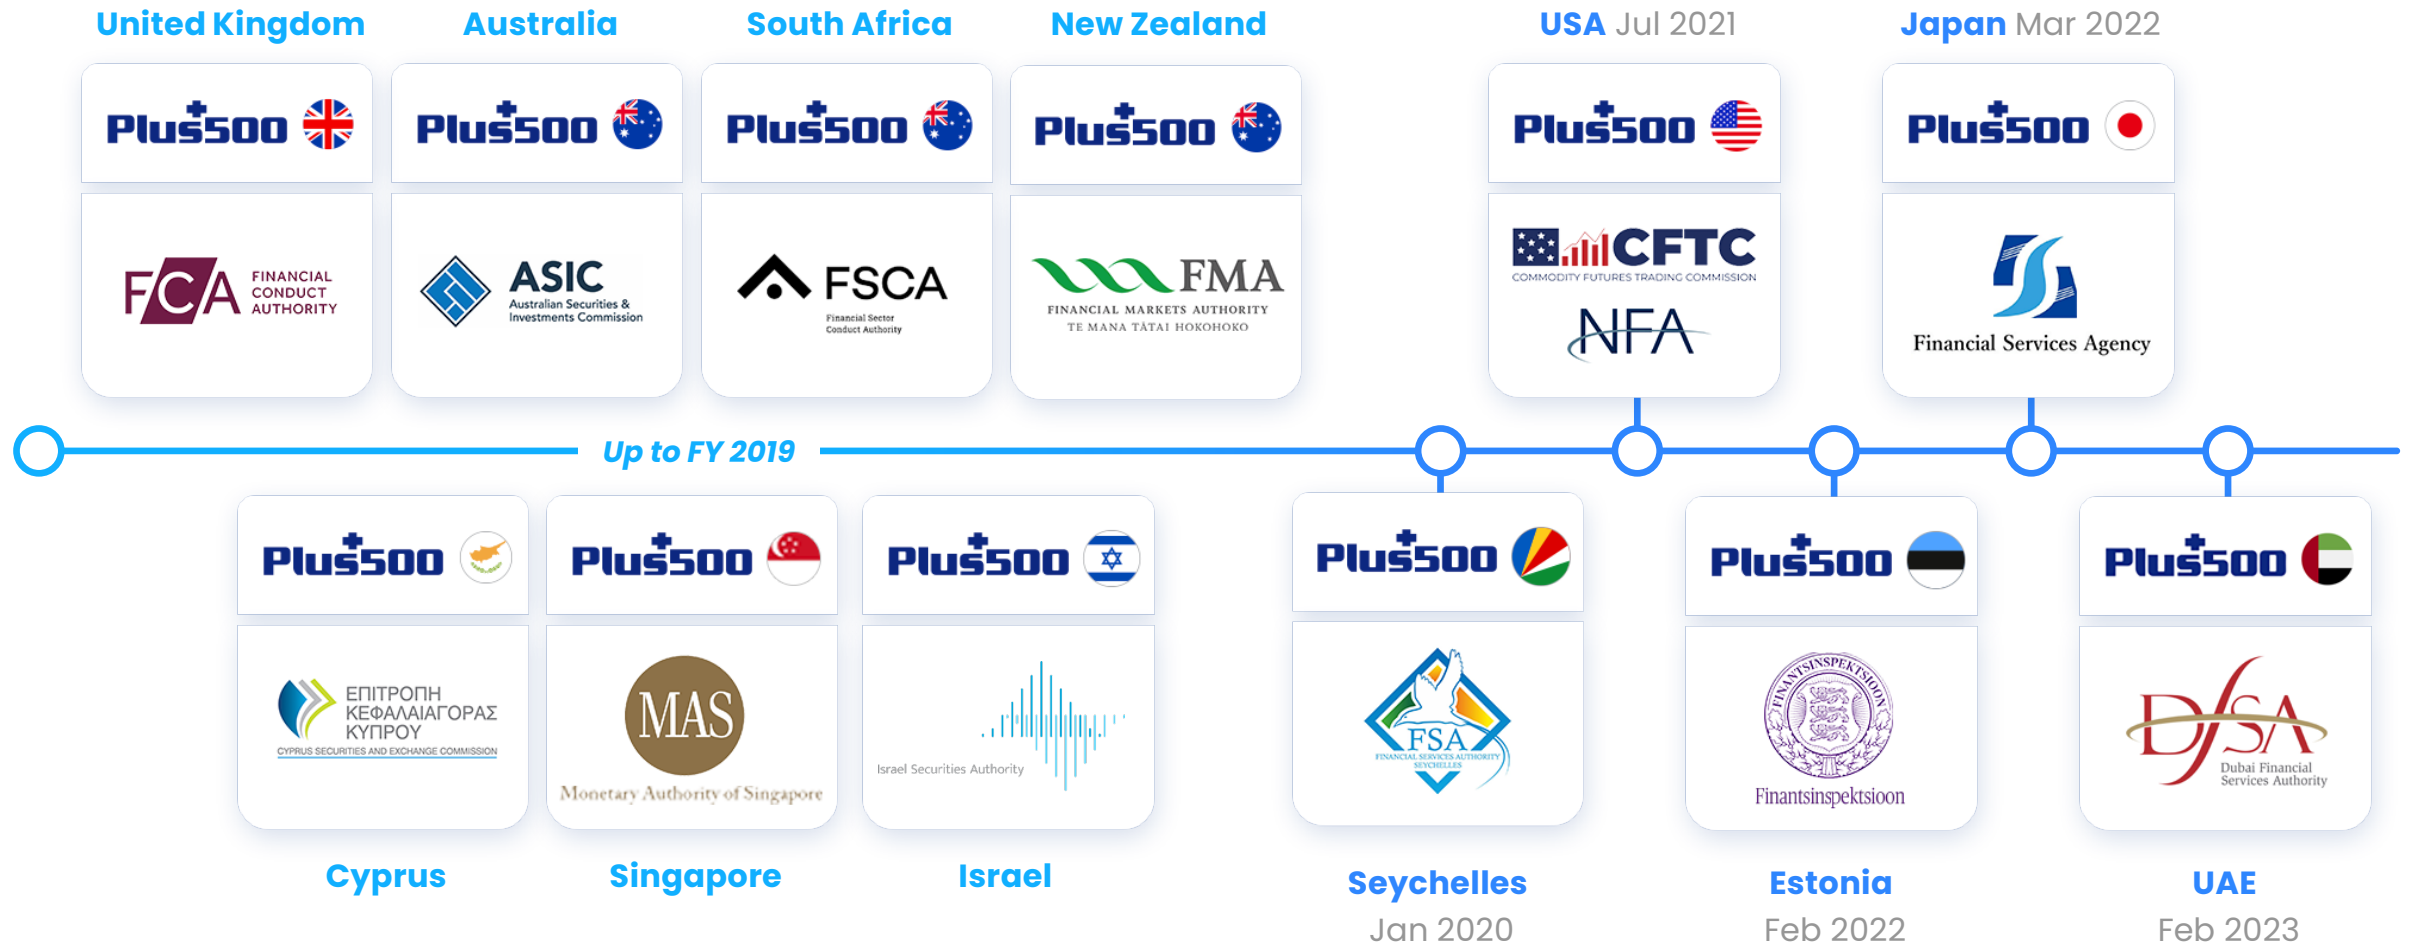 United Kingdom
Australia
South Africa
New Zealand
USA Jul 2021
Japan Mar 2022
Plus500
Plus500
Plus500
Plus500
Plus500
Plus500
FCA
FINANCIAL
CONDUCT
AUTHORITY
ASIC
Australian Securities &
Investments Commission
FSCA
Financial Sector
Conduct Authority
FMA
FINANCIAL MARKETS AUTHORITY
TE MANA TĀTAI HOKOHOKO
CFTC
COMMODITY FUTURES TRADING COMMISSION
NFA
Financial Services Agency
Up to FY 2019
Plus500
Plus500
Plus500
Plus500
Plus500
Plus500
ΕΠΙΤΡΟΠΗ
ΚΕΦΑΛΑΙΑΓΟΡΑΣ
ΚΥΠΡΟΥ
CYPRUS SECURITIES AND EXCHANGE COMMISSION
MAS
Monetary Authority of Singapore
Israel Securities Authority
FSA
FINANCIAL SERVICES AUTHORITY
SEYCHELLES
FINANTSINSPEKTSIOON
Finantsinspektsioon
DFSA
Dubai Financial
Services Authority
Cyprus
Singapore
Israel
Seychelles
Jan 2020
Estonia
Feb 2022
UAE
Feb 2023